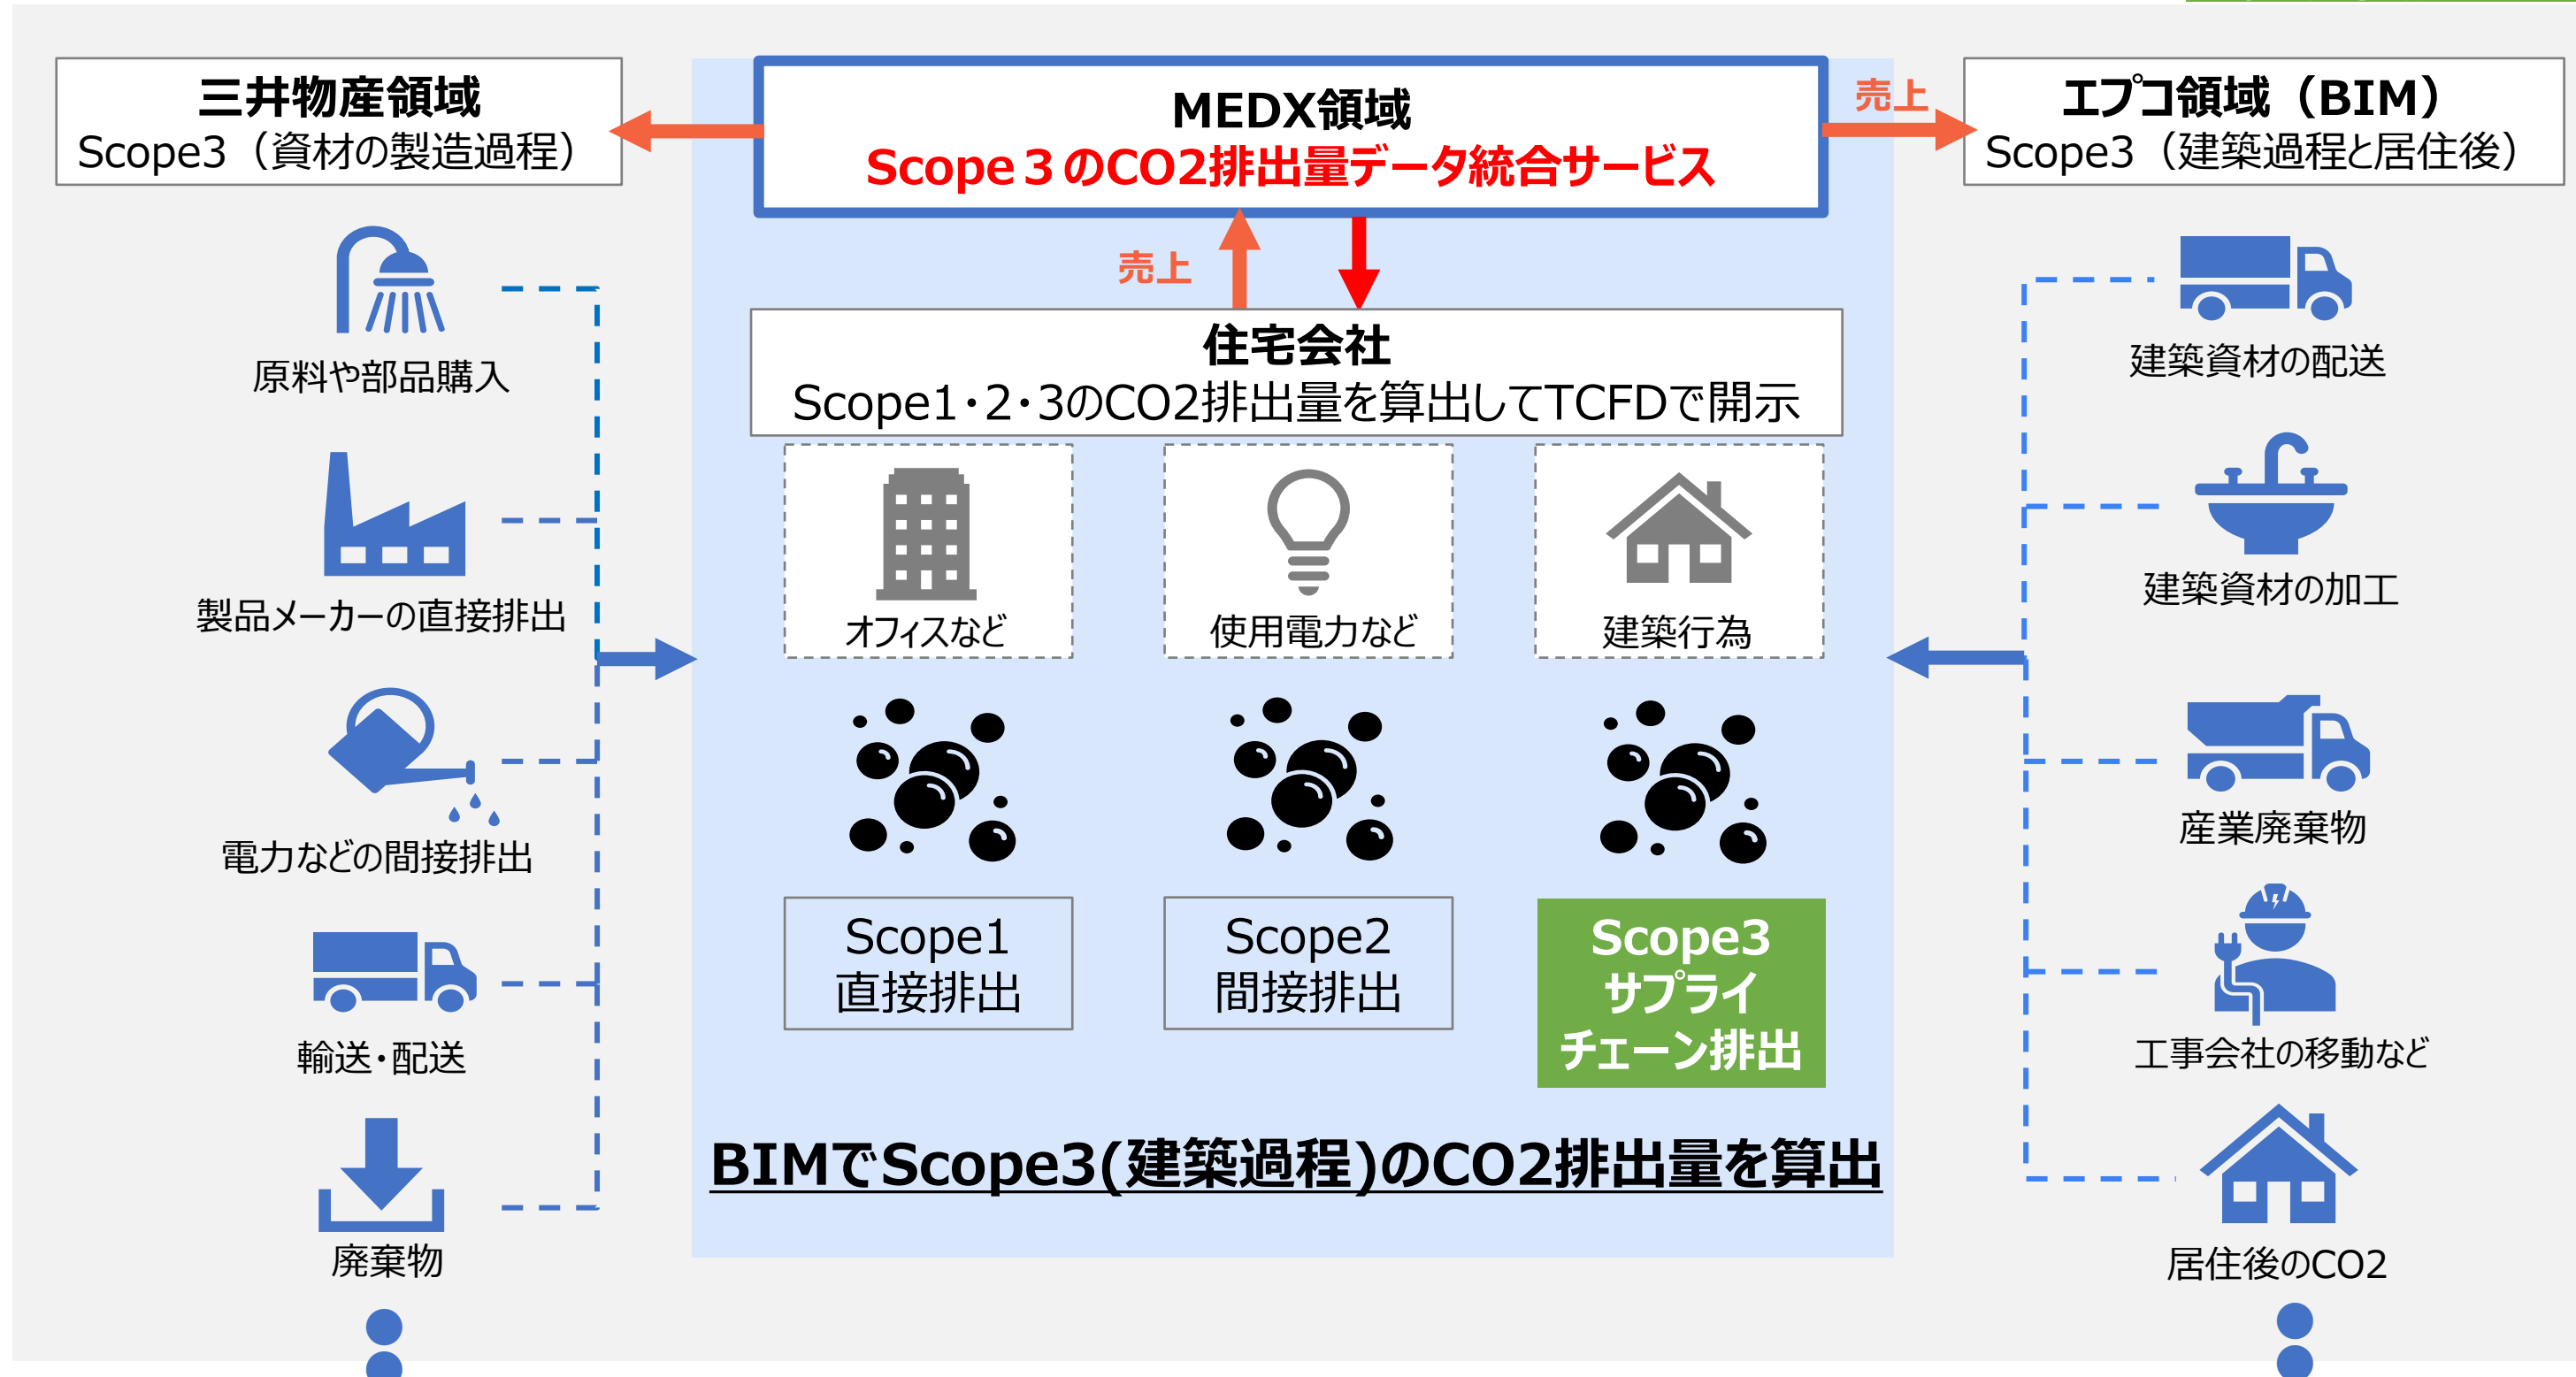 三井物産領域
Scope3（資材の製造過程）
MEDX領域
Scope３のCO2排出量データ統合サービス
売上
エプコ領域（BIM）
Scope3（建築過程と居住後）
売上
住宅会社
Scope1・2・3のCO2排出量を算出してTCFDで開示
原料や部品購入
製品メーカーの直接排出
電力などの間接排出
輸送・配送
廃棄物
オフィスなど
使用電力など
建築行為
Scope1
直接排出
Scope2
間接排出
Scope3
サプライ
チェーン排出
BIMでScope3(建築過程)のCO2排出量を算出
建築資材の配送
建築資材の加工
産業廃棄物
工事会社の移動など
居住後のCO2